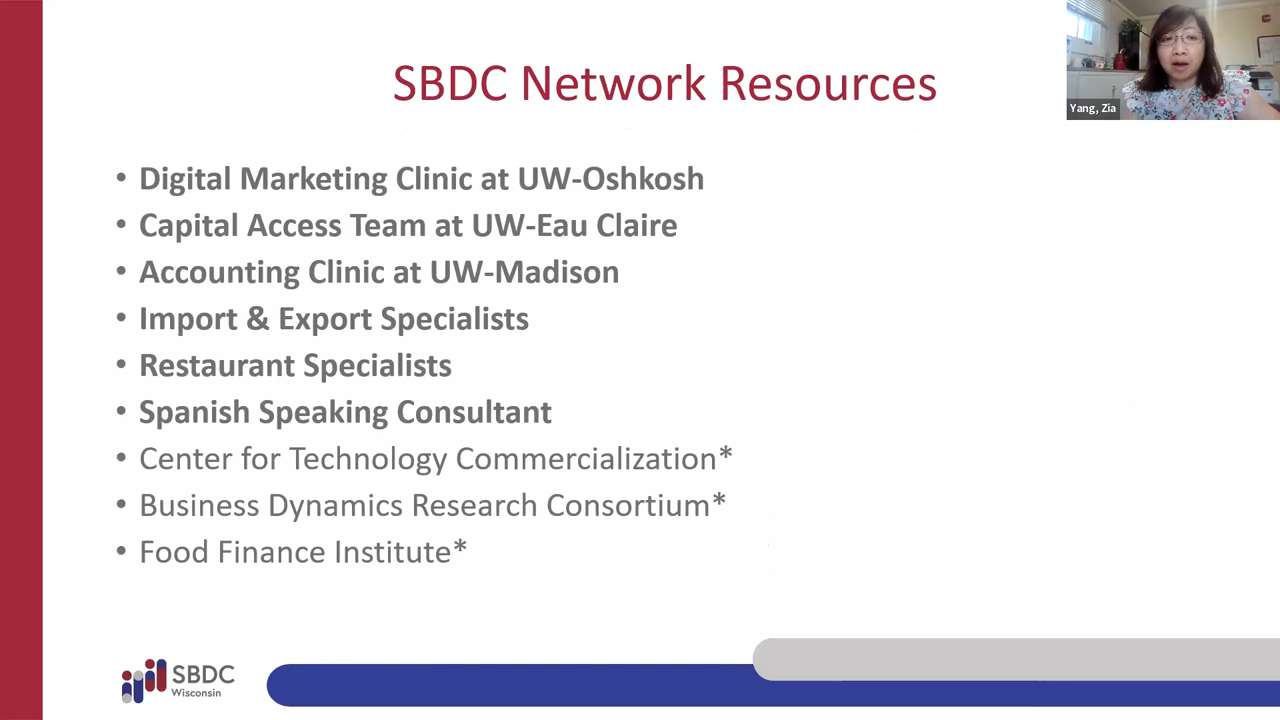 SBDC Network Resources
Yang, Zia
• Digital Marketing Clinic at UW-Oshkosh
• Capital Access Team at UW-Eau Claire
• Accounting Clinic at UW-Madison
• Import & Export Specialists
• Restaurant Specialists
• Spanish Speaking Consultant
• Center for Technology Commercialization*
• Business Dynamics Research Consortium*
• Food Finance Institute*
SBDC
Wisconsin